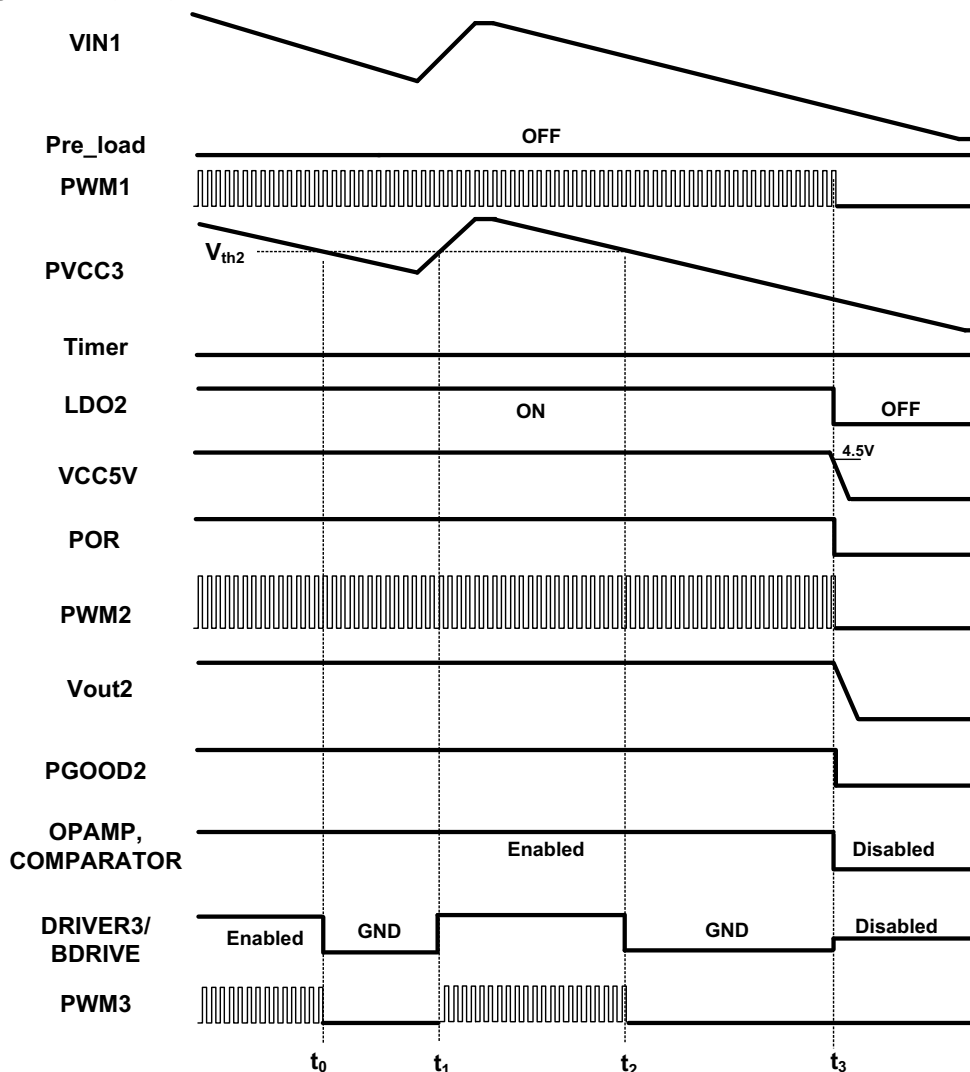 VIN1
OFF
Pre_load
PWM1
Vth2
PVCC3
Timer
LDO2
ON
OFF
4.5V
VCC5V
POR
PWM2
Vout2
PGOOD2
OPAMP,
COMPARATOR
Enabled
Disabled
DRIVER3/
BDRIVE
Enabled
GND
GND
Disabled
PWM3
t0
t1
t2
t3